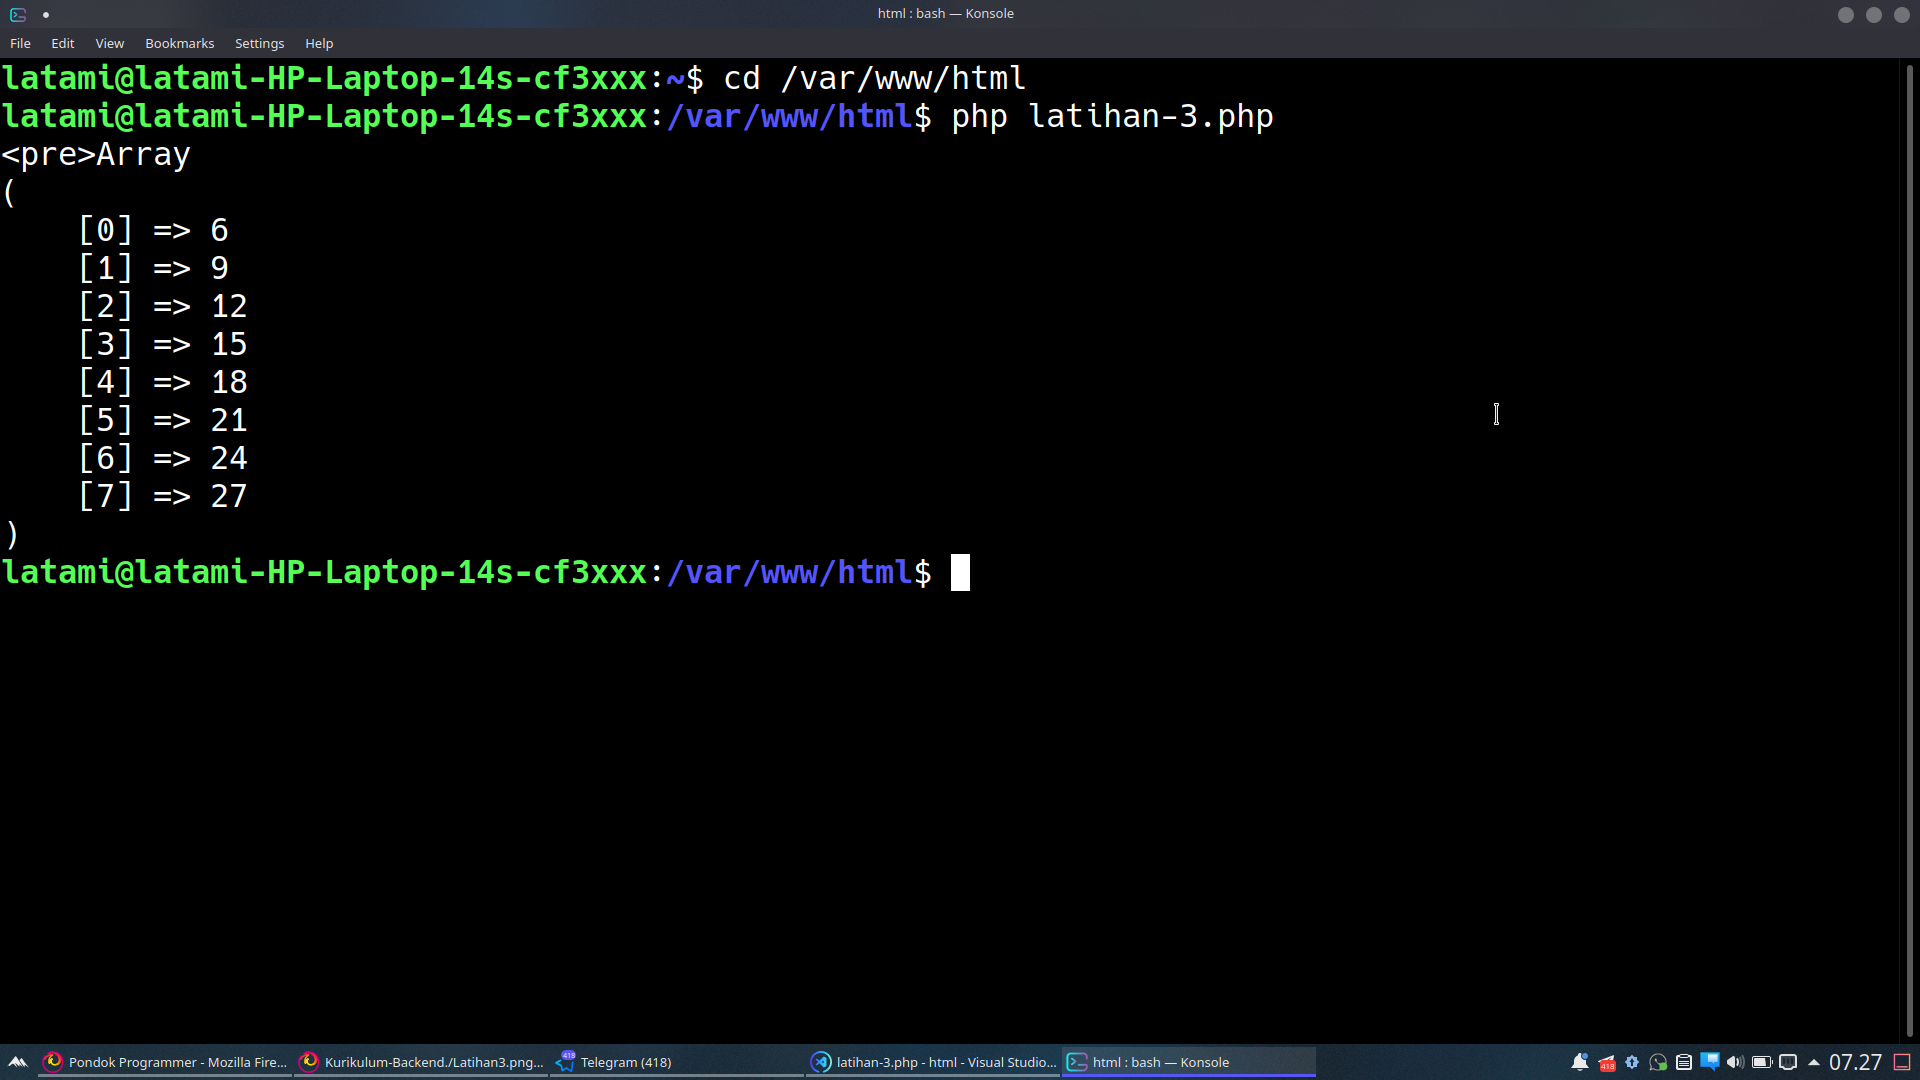 html : bash — Konsole
File Edit View Bookmarks Settings Help
latami@latami-HP-Laptop-14s-cf3xxx:~$ cd /var/www/html
latami@latami-HP-Laptop-14s-cf3xxx:/var/www/html$ php latihan-3.php
<pre>Array
(
    [0] => 6
    [1] => 9
    [2] => 12
    [3] => 15
    [4] => 18
    [5] => 21
    [6] => 24
    [7] => 27
)
latami@latami-HP-Laptop-14s-cf3xxx:/var/www/html$
Pondok Programmer - Mozilla Fire... Kurikulum-Backend./Latihan3.png... 418 Telegram (418) latihan-3.php - html - Visual Studio... html : bash — Konsole 418 07.27